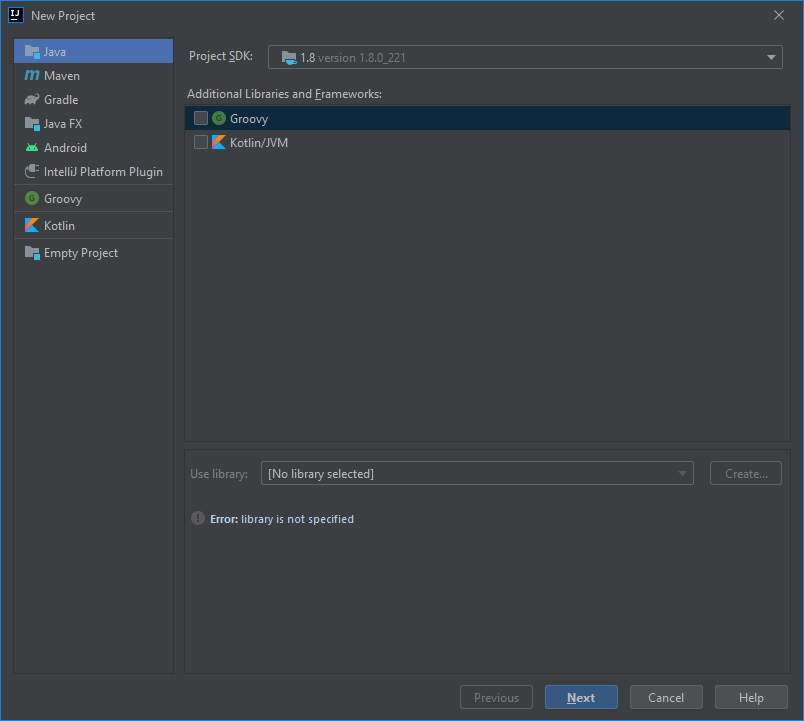 New Project
Java
Maven
Gradle
Java FX
Android
IntelliJ Platform Plugin
Groovy
Kotlin
Empty Project
Project SDK: 1.8 version 1.8.0_221
Additional Libraries and Frameworks:
Groovy
Kotlin/JVM
Use library: [No library selected] Create...
Error: library is not specified
Previous Next Cancel Help